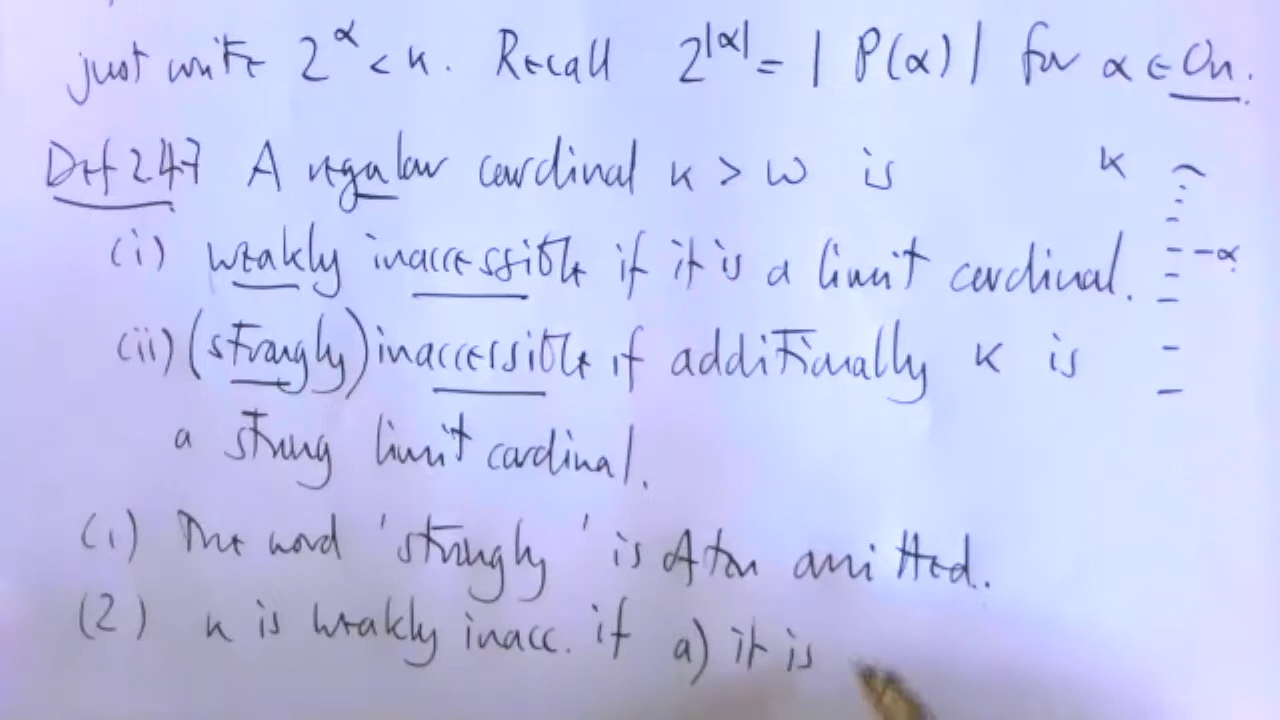 just write 2^α < κ. Recall 2^|α| = | P(α) | for α ∈ On.
Def 2.47 A regular cardinal κ > ω is
κ
(i) weakly inaccessible if it is a limit cardinal.
α
(ii) (strongly) inaccessible if additionally κ is
a strong limit cardinal.
(1) The word 'strongly' is often omitted.
(2) κ is weakly inacc. if a) it is